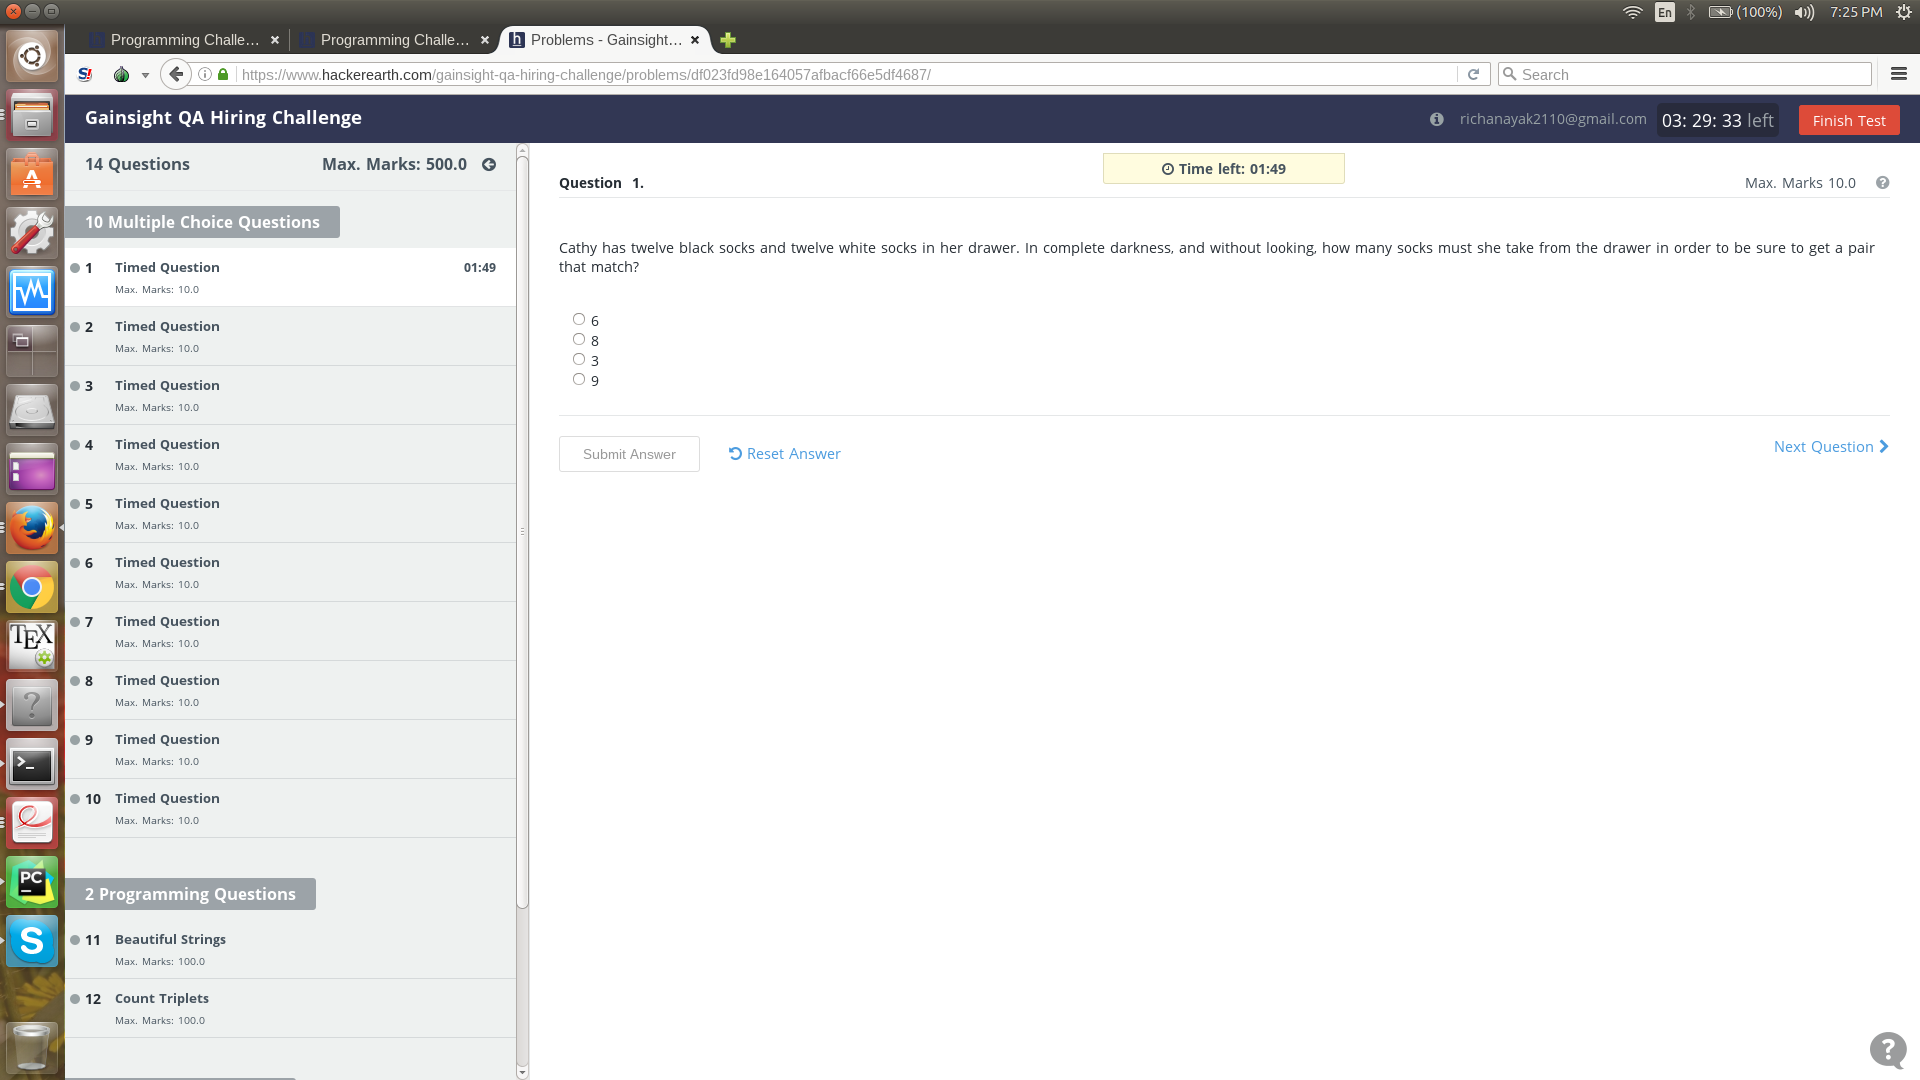 En
(100%)
7:25 PM
Programming Challe...
Programming Challe...
Problems - Gainsight...
https://www.hackerearth.com/gainsight-qa-hiring-challenge/problems/df023fd98e164057afbacf66e5df4687/
Search
Gainsight QA Hiring Challenge
richanayak2110@gmail.com
03: 29: 33 left
Finish Test
14 Questions
Max. Marks: 500.0
10 Multiple Choice Questions
1 Timed Question 01:49
Max. Marks: 10.0
2 Timed Question
Max. Marks: 10.0
3 Timed Question
Max. Marks: 10.0
4 Timed Question
Max. Marks: 10.0
5 Timed Question
Max. Marks: 10.0
6 Timed Question
Max. Marks: 10.0
7 Timed Question
Max. Marks: 10.0
8 Timed Question
Max. Marks: 10.0
9 Timed Question
Max. Marks: 10.0
10 Timed Question
Max. Marks: 10.0
2 Programming Questions
11 Beautiful Strings
Max. Marks: 100.0
12 Count Triplets
Max. Marks: 100.0
Time left: 01:49
Question 1.
Max. Marks 10.0
Cathy has twelve black socks and twelve white socks in her drawer. In complete darkness, and without looking, how many socks must she take from the drawer in order to be sure to get a pair
that match?
6
8
3
9
Submit Answer
Reset Answer
Next Question
TEX
PC